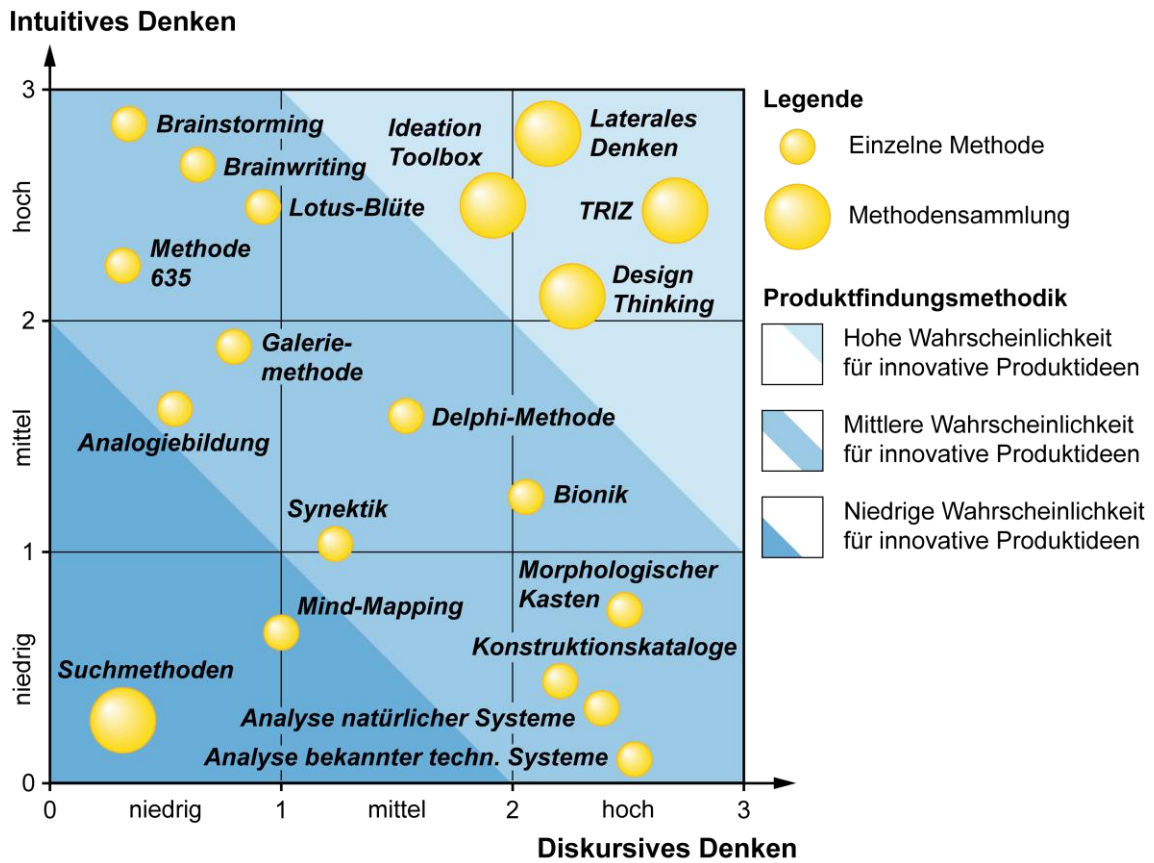 Intuitives Denken
3
hoch
2
mittel
1
niedrig
0
Brainstorming
Brainwriting
Lotus-Blüte
Methode
635
Ideation
Toolbox
Laterales
Denken
TRIZ
Design
Thinking
Galerie-
methode
Analogiebildung
Delphi-Methode
Bionik
Synektik
Mind-Mapping
Morphologischer
Kasten
Konstruktionskataloge
Suchmethoden
Analyse natürlicher Systeme
Analyse bekannter techn. Systeme
0 niedrig 1 mittel 2 hoch 3
Diskursives Denken
Legende
Einzelne Methode
Methodensammlung
Produktfindungsmethodik
Hohe Wahrscheinlichkeit
für innovative Produktideen
Mittlere Wahrscheinlichkeit
für innovative Produktideen
Niedrige Wahrscheinlichkeit
für innovative Produktideen